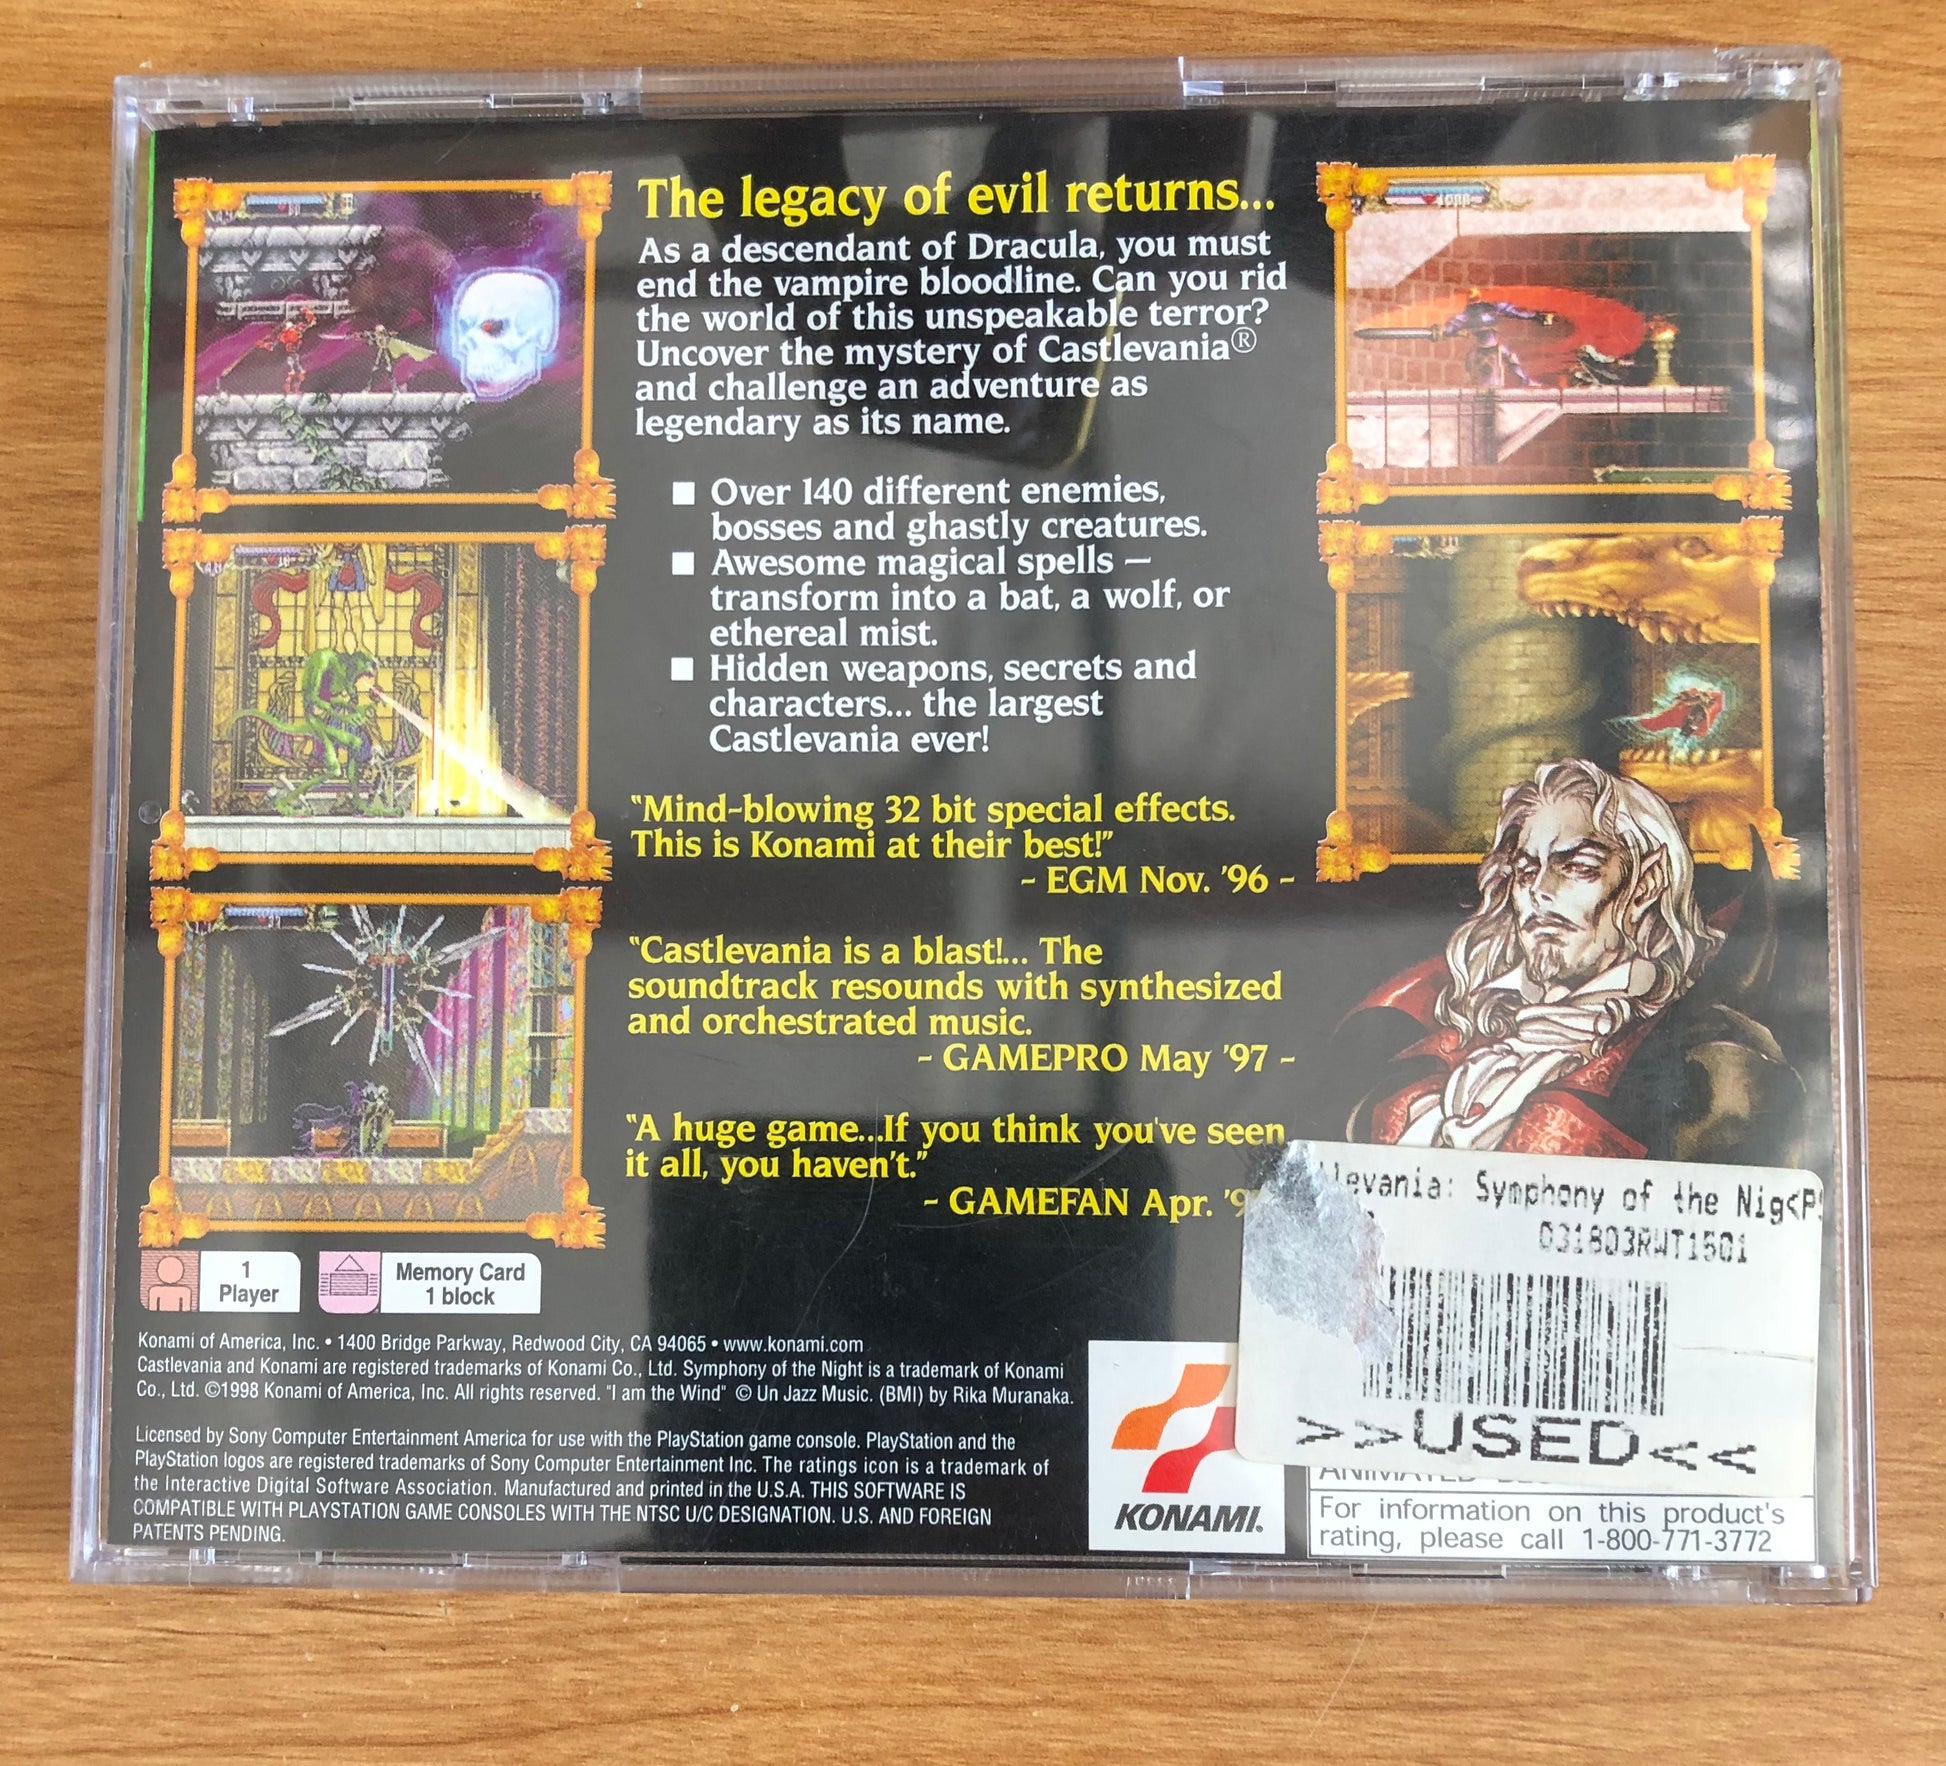 The legacy of evil returns...
As a descendant of Dracula, you must
end the vampire bloodline. Can you rid
the world of this unspeakable terror?
Uncover the mystery of Castlevania®
and challenge an adventure as
legendary as its name.
■ Over 140 different enemies,
bosses and ghastly creatures.
■ Awesome magical spells –
transform into a bat, a wolf, or
ethereal mist.
■ Hidden weapons, secrets and
characters... the largest
Castlevania ever!
"Mind-blowing 32 bit special effects.
This is Konami at their best!"
- EGM Nov. '96 -
"Castlevania is a blast!... The
soundtrack resounds with synthesized
and orchestrated music.
- GAMEPRO May '97 -
"A huge game...If you think you've seen
it all, you haven't."
- GAMEFAN Apr.
Symphony of the
031803RWT1501
>>USED<<
1
Player
Memory Card
1 block
Konami of America, Inc. • 1400 Bridge Parkway, Redwood City, CA 94065 • www.konami.com
Castlevania and Konami are registered trademarks of Konami Co., Ltd. Symphony of the Night is a trademark of Konami
Co., Ltd. ©1998 Konami of America, Inc. All rights reserved. "I am the Wind" © Un Jazz Music. (BMI) by Rika Muranaka.
Licensed by Sony Computer Entertainment America for use with the PlayStation game console. PlayStation and the
PlayStation logos are registered trademarks of Sony Computer Entertainment Inc. The ratings icon is a trademark of
the Interactive Digital Software Association. Manufactured and printed in the U.S.A. THIS SOFTWARE IS
COMPATIBLE WITH PLAYSTATION GAME CONSOLES WITH THE NTSC U/C DESIGNATION. U.S. AND FOREIGN
PATENTS PENDING.
KONAMI.
For information on this product's
rating, please call 1-800-771-3772